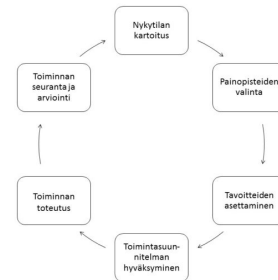 Nykytilan
kartoitus
Painopisteiden
valinta
Tavoitteiden
asettaminen
Toimintasuun-
nitelman
hyväksyminen
Toiminnan
toteutus
Toiminnan
seuranta ja
arviointi